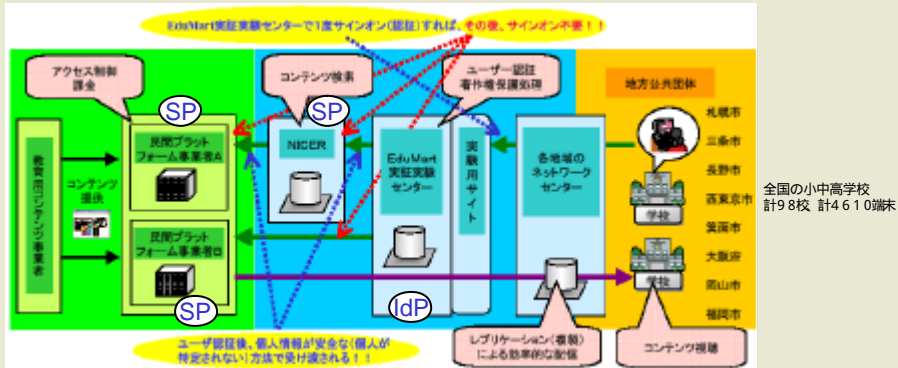 EduMart実証実験センターで1度サインオン(認証)すれば、その後、サインオン不要!!
アクセス制御
課金
コンテンツ検索
ユーザー認証
著作権保護処理
地方公共団体
SP
SP
札幌市
三条市
長野市
西東京市
箕面市
大阪府
岡山市
福岡市
教育用コンテンツ事業者
コンテンツ
提供
民間プラット
フォーム事業者A
NICER
EduMart
実証実験
センター
実験用サイト
各地域の
ネットワーク
センター
学校
全国の小中高学校
計98校 計4610端末
民間プラット
フォーム事業者B
学校
SP
IdP
ユーザ認証後、個人情報が安全な(個人が
特定されない)方法で受け渡される!!
レプリケーション(複製)
による効率的な配信
コンテンツ視聴